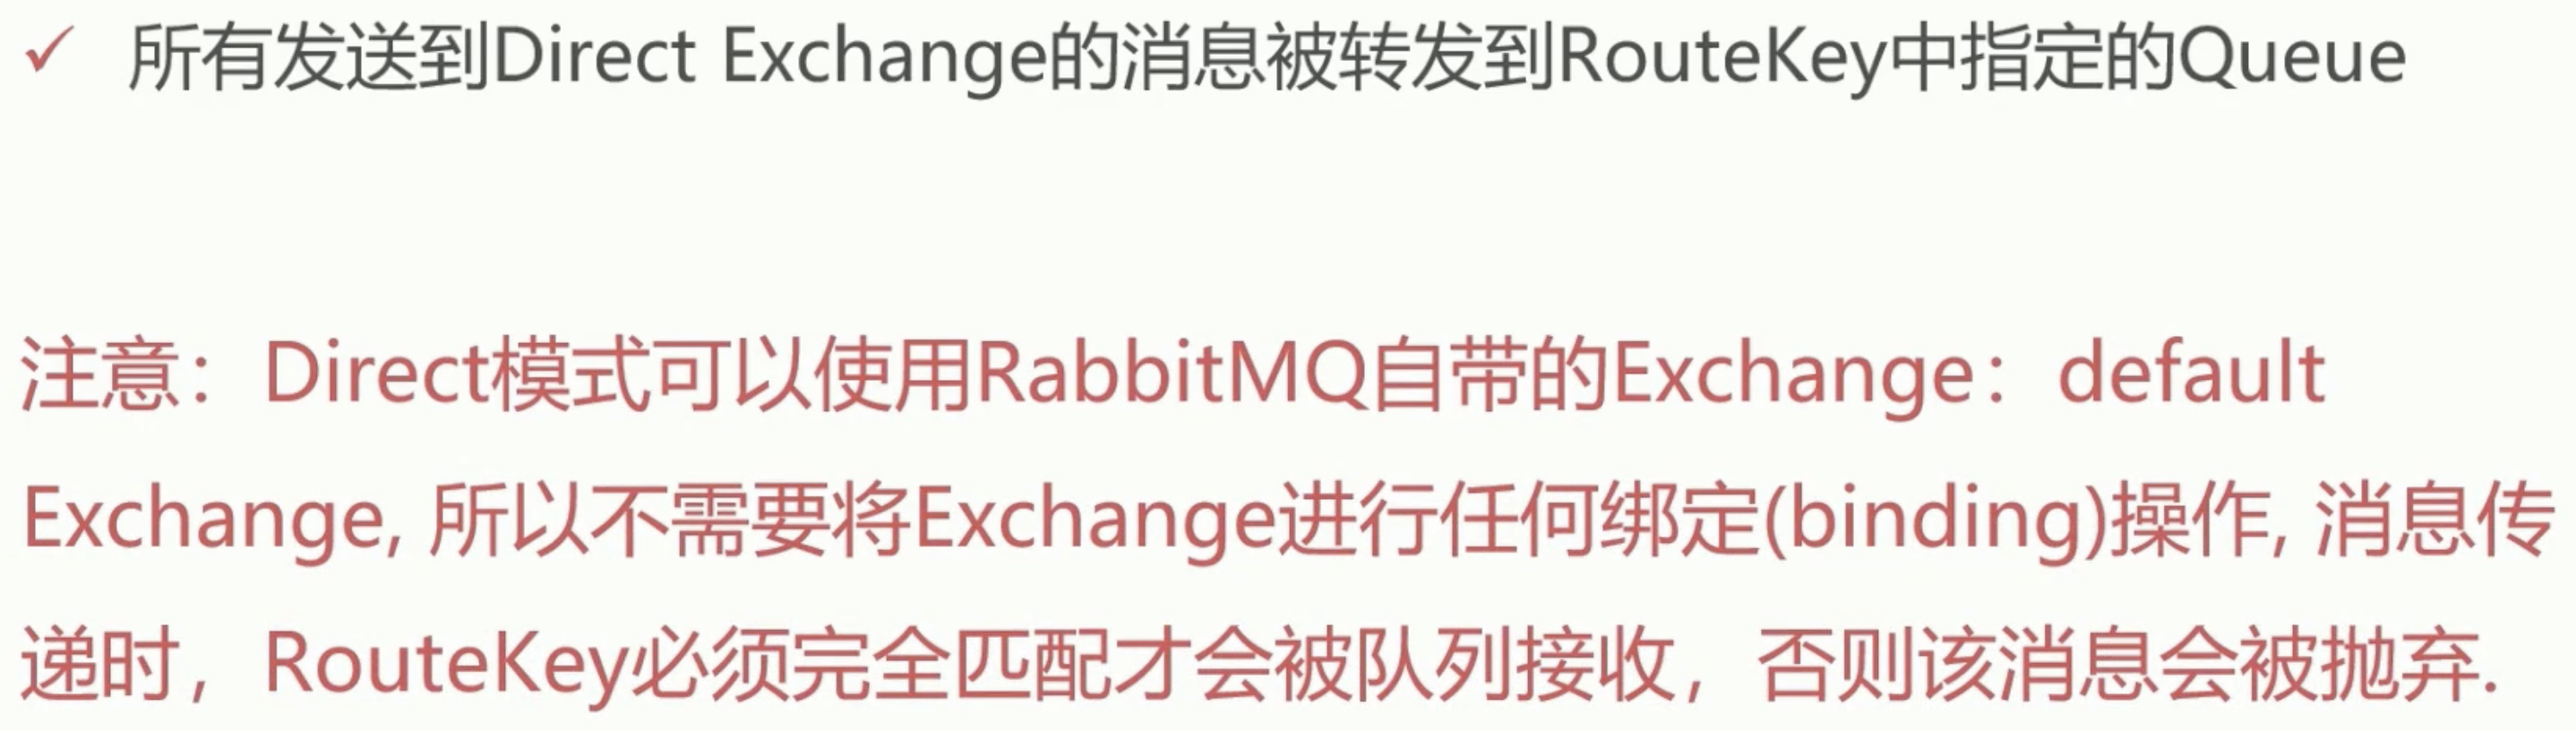 ✓ 所有发送到Direct Exchange的消息被转发到RouteKey中指定的Queue
注意：Direct模式可以使用RabbitMQ自带的Exchange：default
Exchange, 所以不需要将Exchange进行任何绑定(binding)操作, 消息传
递时，RouteKey必须完全匹配才会被队列接收，否则该消息会被抛弃.